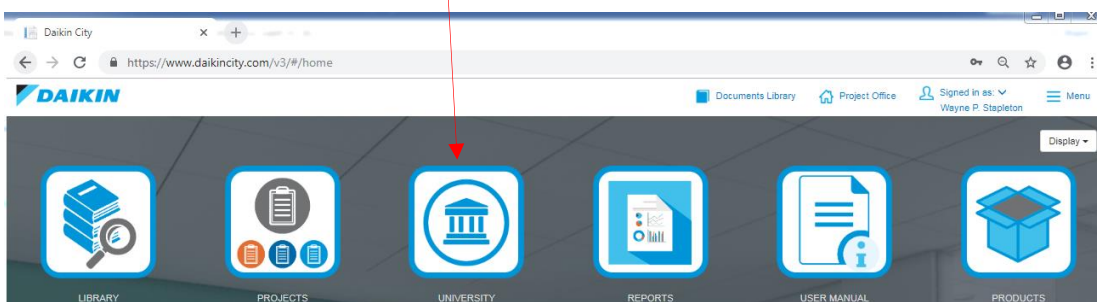 Daikin City
https://www.daikincity.com/v3/#/home
DAIKIN
Documents Library
Project Office
Signed in as:
Wayne P. Stapleton
Menu
Display
LIBRARY
PROJECTS
UNIVERSITY
REPORTS
USER MANUAL
PRODUCTS